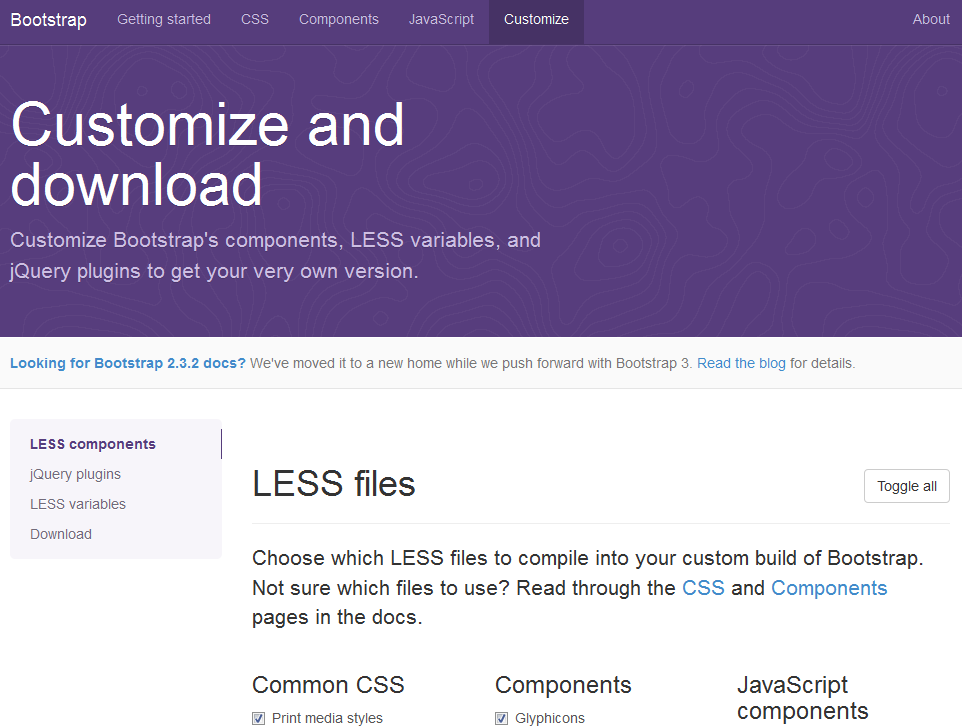 Bootstrap Getting started CSS Components JavaScript Customize About
Customize and
download
Customize Bootstrap's components, LESS variables, and
jQuery plugins to get your very own version.
Looking for Bootstrap 2.3.2 docs? We've moved it to a new home while we push forward with Bootstrap 3. Read the blog for details.
LESS components
jQuery plugins
LESS variables
Download
LESS files
Toggle all
Choose which LESS files to compile into your custom build of Bootstrap.
Not sure which files to use? Read through the CSS and Components
pages in the docs.
Common CSS
Print media styles
Components
Glyphicons
JavaScript
components